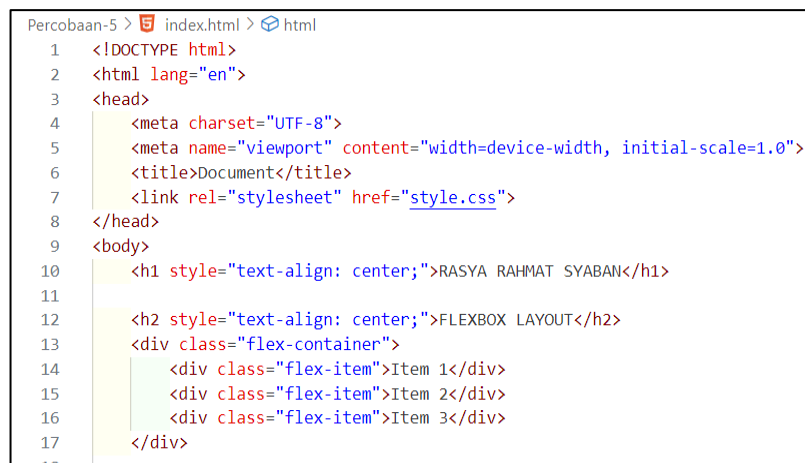 Percobaan-5 > index.html > html
1 <!DOCTYPE html>
2 <html lang="en">
3 <head>
4 <meta charset="UTF-8">
5 <meta name="viewport" content="width=device-width, initial-scale=1.0">
6 <title>Document</title>
7 <link rel="stylesheet" href="style.css">
8 </head>
9 <body>
10 <h1 style="text-align: center;">RASYA RAHMAT SYABAN</h1>
11
12 <h2 style="text-align: center;">FLEXBOX LAYOUT</h2>
13 <div class="flex-container">
14 <div class="flex-item">Item 1</div>
15 <div class="flex-item">Item 2</div>
16 <div class="flex-item">Item 3</div>
17 </div>